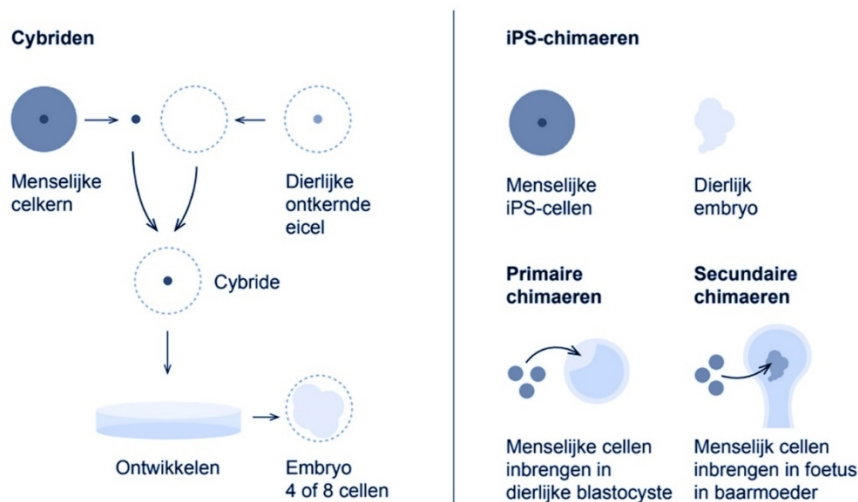 Cybriden
Menselijke
celkern
Dierlijke
ontkernde
eicel
Cybride
Ontwikkelen
Embryo
4 of 8 cellen
iPS-chimaeren
Menselijke
iPS-cellen
Dierlijk
embryo
Primaire
chimaeren
Menselijke cellen
inbrengen in
dierlijke blastocyste
Secundaire
chimaeren
Menselijk cellen
inbrengen in foetus
in baarmoeder